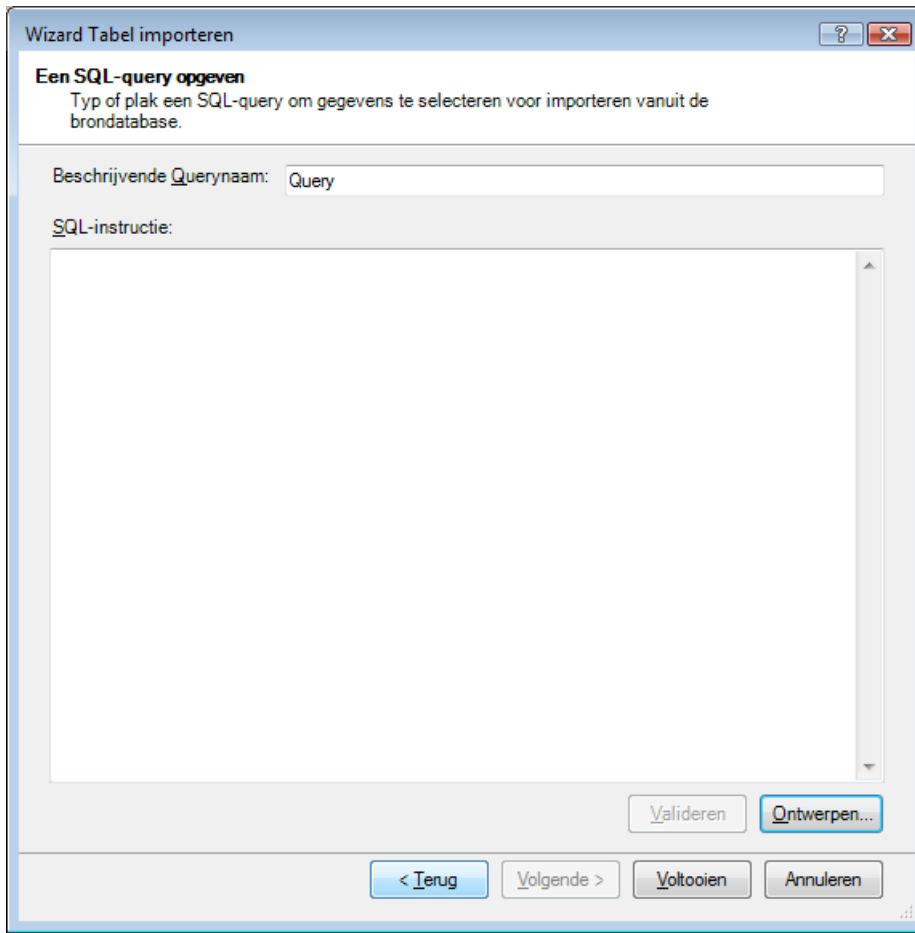 Wizard Tabel importeren
Een SQL-query opgeven
Typ of plak een SQL-query om gegevens te selecteren voor importeren vanuit de
brondatabase.
Beschrijvende Querynaam: Query
SQL-instructie:
Valideren Ontwerpen...
< Terug Volgende > Voltooien Annuleren